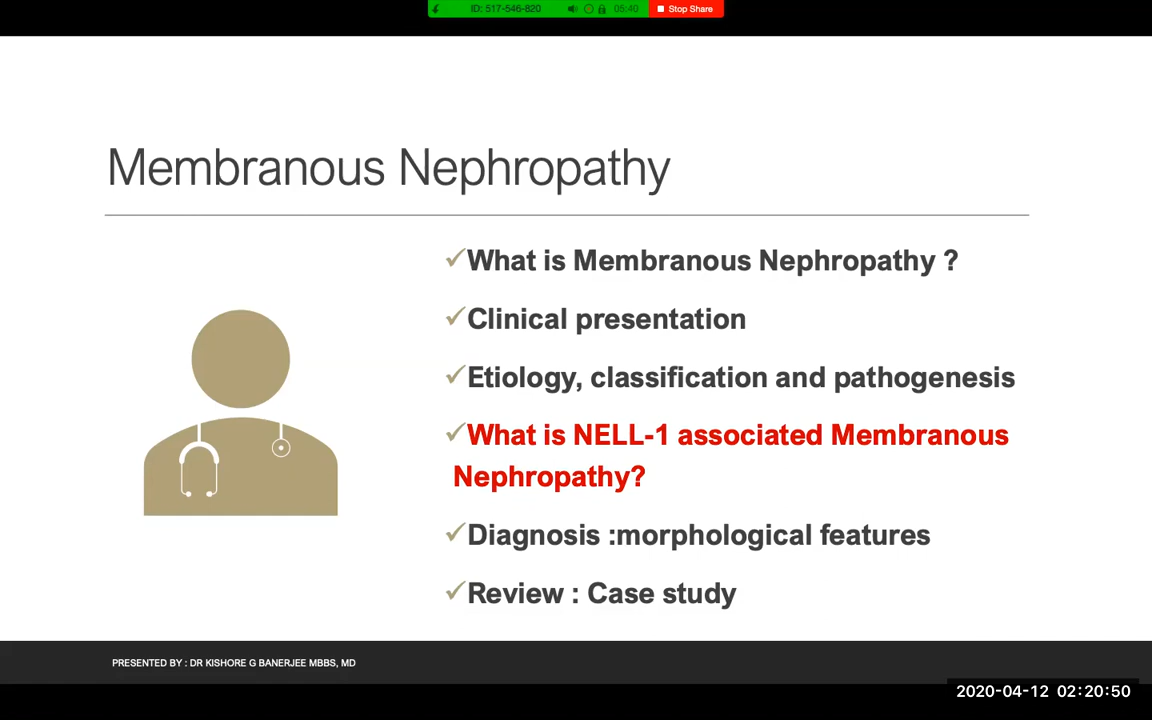 ID: 517-546-820 05:40 Stop Share
Membranous Nephropathy
✓What is Membranous Nephropathy ?
✓Clinical presentation
✓Etiology, classification and pathogenesis
✓What is NELL-1 associated Membranous
Nephropathy?
✓Diagnosis :morphological features
✓Review : Case study
PRESENTED BY : DR KISHORE G BANERJEE MBBS, MD
2020-04-12 02:20:50